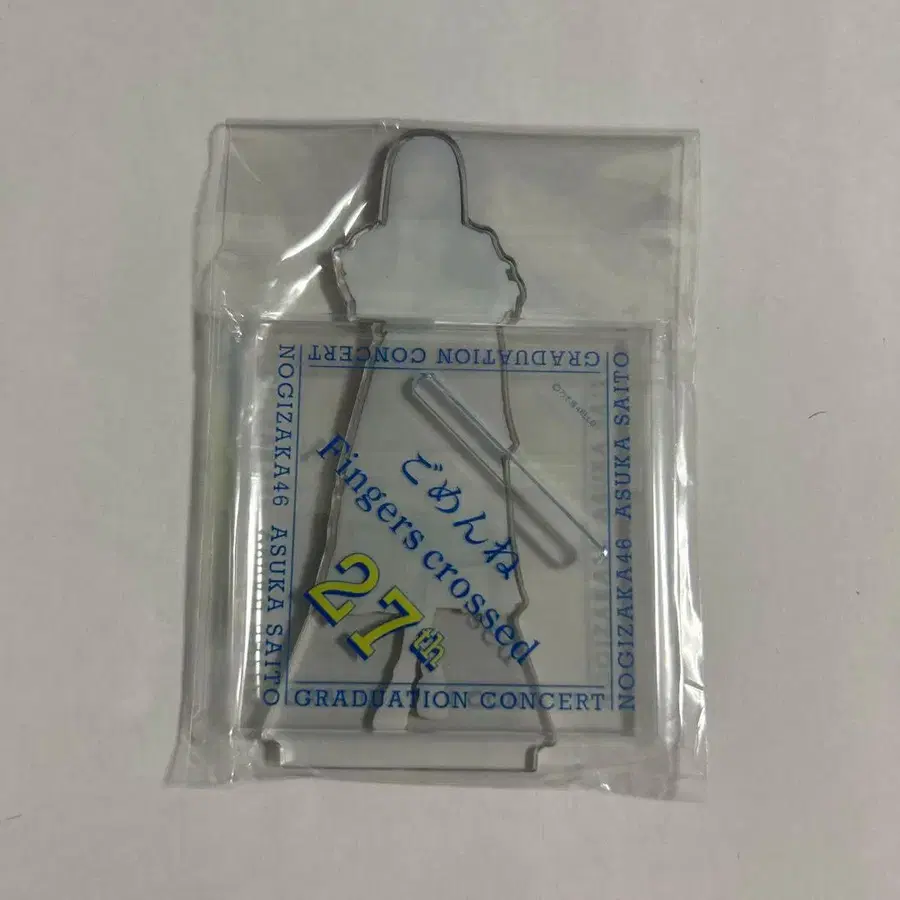 GRADUATION CONCERT
NOGIZAKA46 ASUKA SAITO
NOGIZAKA46 ASUKA SAITO
ごめんね
Fingers crossed
27th
GRADUATION CONCERT